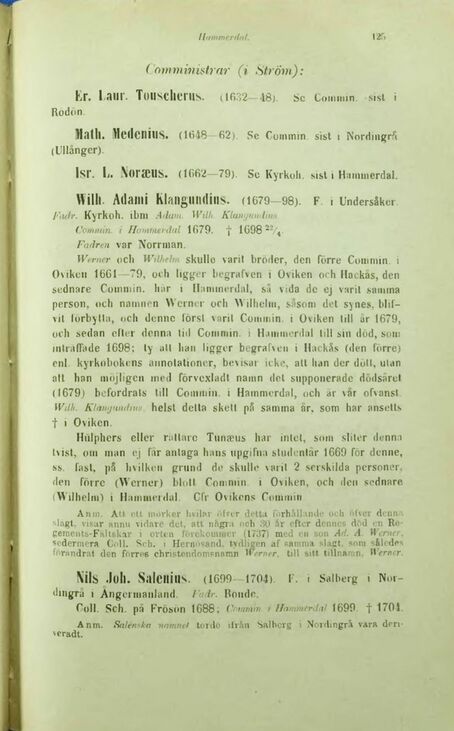 Hammerdal. 125
Comministrar (i Ström):
Er. Laur. Touscherus. (1632—48). Se Commin. sist i
Rödön.
Math. Medenius. (1648—62). Se Commin. sist i Nordingrå
(Ullånger).
Isr. L. Noræus. (1662—79). Se Kyrkoh. sist i Hammerdal.
Wilh. Adami Klangundius. (1679—98). F. i Undersåker
Fadr. Kyrkoh. ibm Adam. Wilh. Klangundius
Commin. i Hammerdal 1679. † 1698
Fadren var Norrman.
Werner och Wilhelm skulle varit bröder, den förre Commin. i
Oviken 1661—79, och ligger begrafven i Oviken och Hackås, den
sednare Commin. här i Hammerdal, så vida de ej varit samma
person, och namnen Werner och Wilhelm, såsom det synes, blif-
vit förbytta, och denne först varit Commin. i Oviken till år 1679,
och sedan efter denna tid Commin. i Hammerdal till sin död, som
inträffade 1698; ty att han ligger begrafven i Hackås (den förre)
enl. kyrkobokens annotationer, bevisar icke, att han der dött, utan
att han möjligen med förvexladt namn det supponerade dödsåret
(1679) befordrats till Commin. i Hammerdal, och är vår ofvanst.
Wilh. Klangundius, helst detta skett på samma år, som har ansetts
† i Oviken.
Hülphers eller rättare Tunæus har intet, som sliter denna
tvist, om man ej får antaga hans uppgifna studentår 1669 för denne,
ss. fast, på hvilken grund de skulle varit 2 serskilda personer,
den förre (Werner) blott Commin. i Oviken, och den sednare
(Wilhelm) i Hammerdal. Cfr Ovikens Commin
Anm. Att ett mörker hvilar öfver detta förhållande och öfver denna
slagt, visar annu vidare det, att några och 30 år efter dennes död en Re-
gements-Fältskär i orten förekommer (1737) med en son Ad. A. Werner,
sedermera Coll. Sch. i Hernösand, tydligen af samma slagt, som således
förandrat den förres christendomsnamn Werner, till sitt tillnamn, Werner.
Nils Joh. Salenius. (1699—1704). F. i Salberg i Nor-
dingrå i Ångermanland. Fadr. Bonde.
Coll. Sch. på Frösön 1688; Commin i Hammerdal 1699. † 1704.
Anm. Salenska namnet torde ifrån Salberg i Nordingrå vara deri-
veradt.